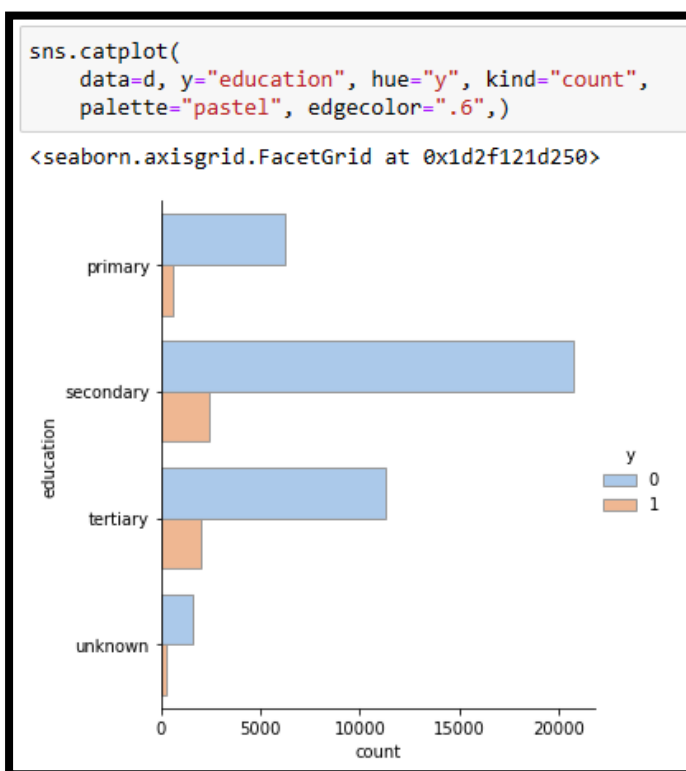 sns.catplot(
    data=d, y="education", hue="y", kind="count",
    palette="pastel", edgecolor=".6",)
<seaborn.axisgrid.FacetGrid at 0x1d2f121d250>
primary
secondary
tertiary
unknown
education
0
5000
10000
15000
20000
count
y
0
1